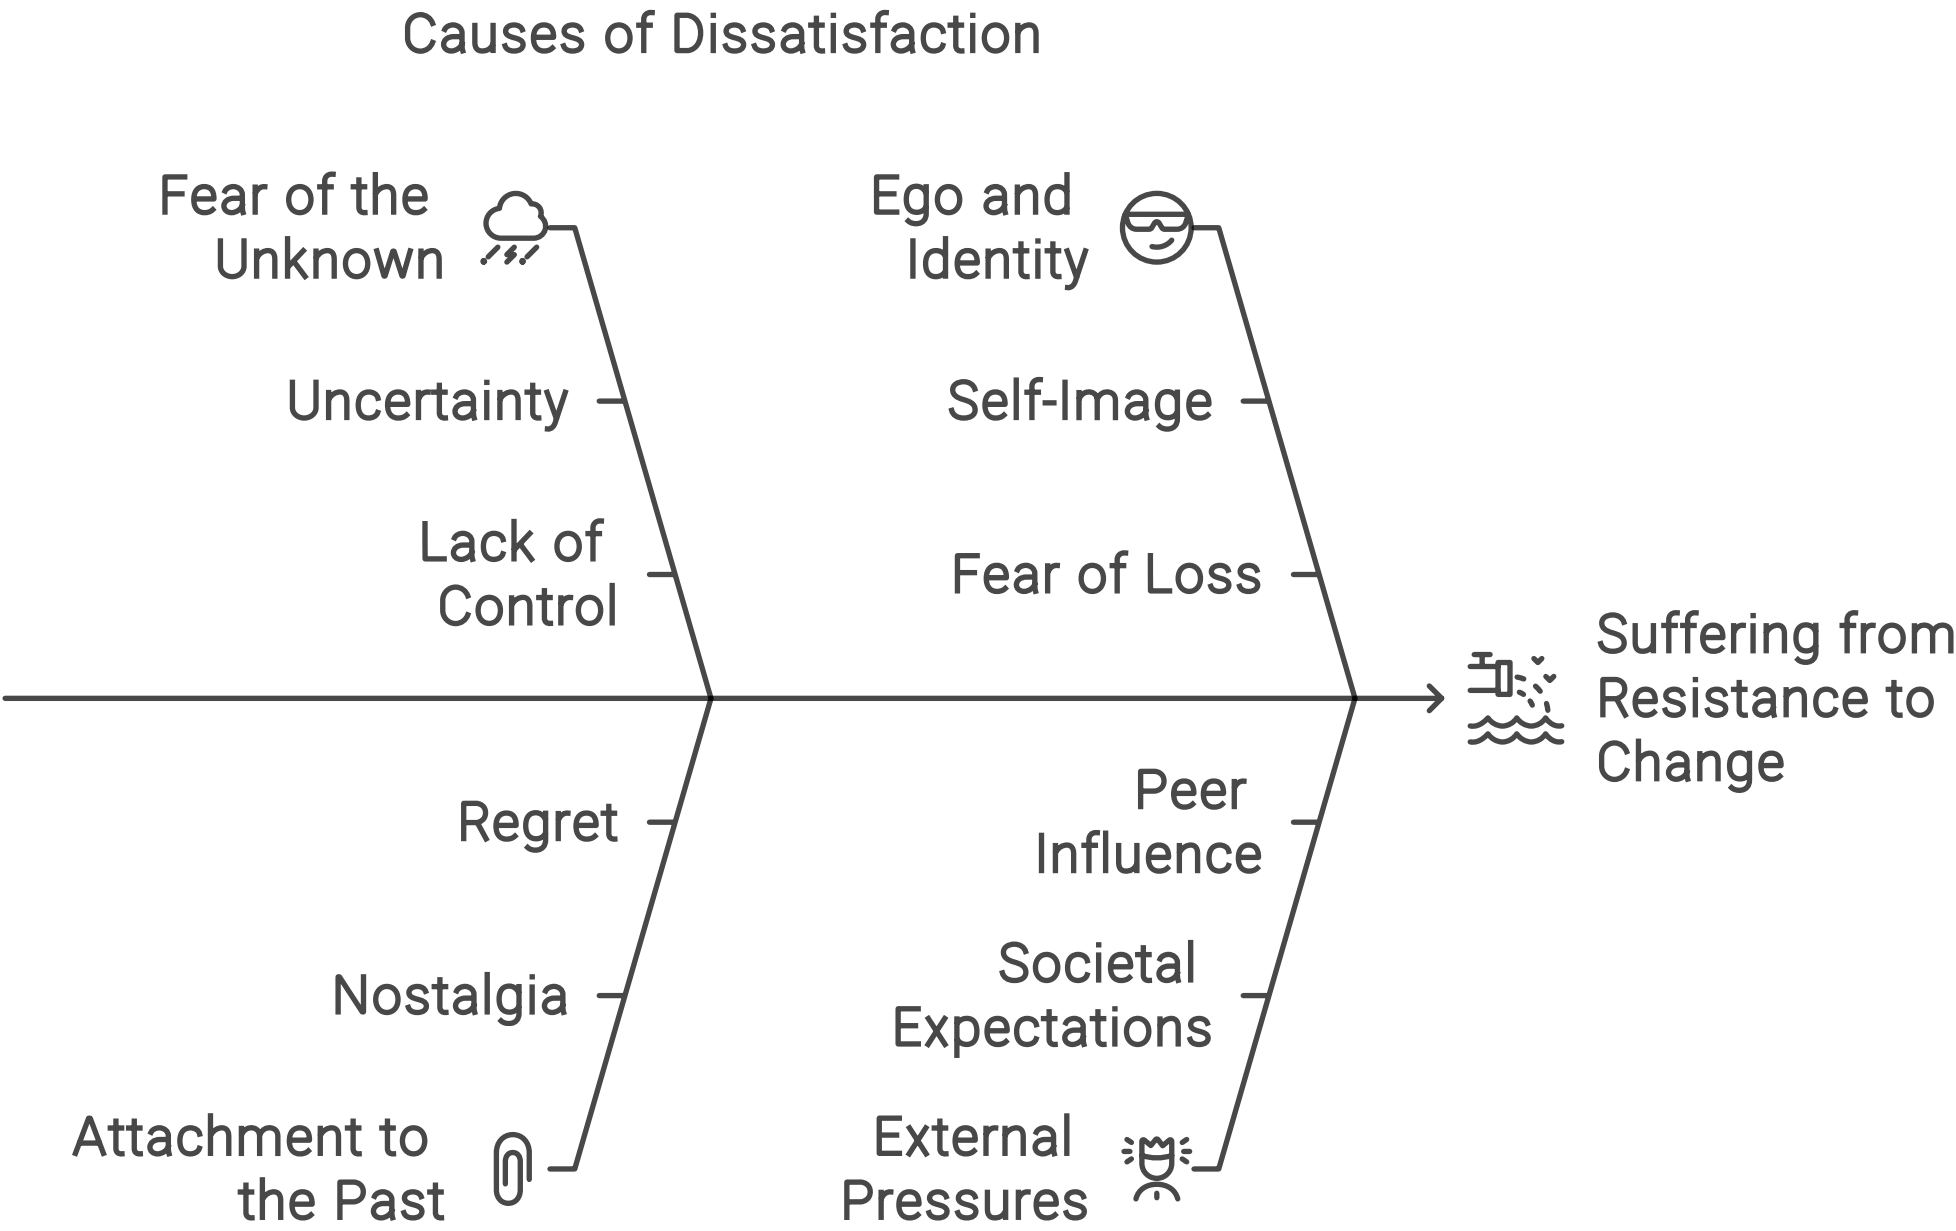 Causes of Dissatisfaction
Fear of the
Unknown
Uncertainty
Lack of
Control
Ego and
Identity
Self-Image
Fear of Loss
Suffering from
Resistance to
Change
Regret
Nostalgia
Attachment to
the Past
Peer
Influence
Societal
Expectations
External
Pressures